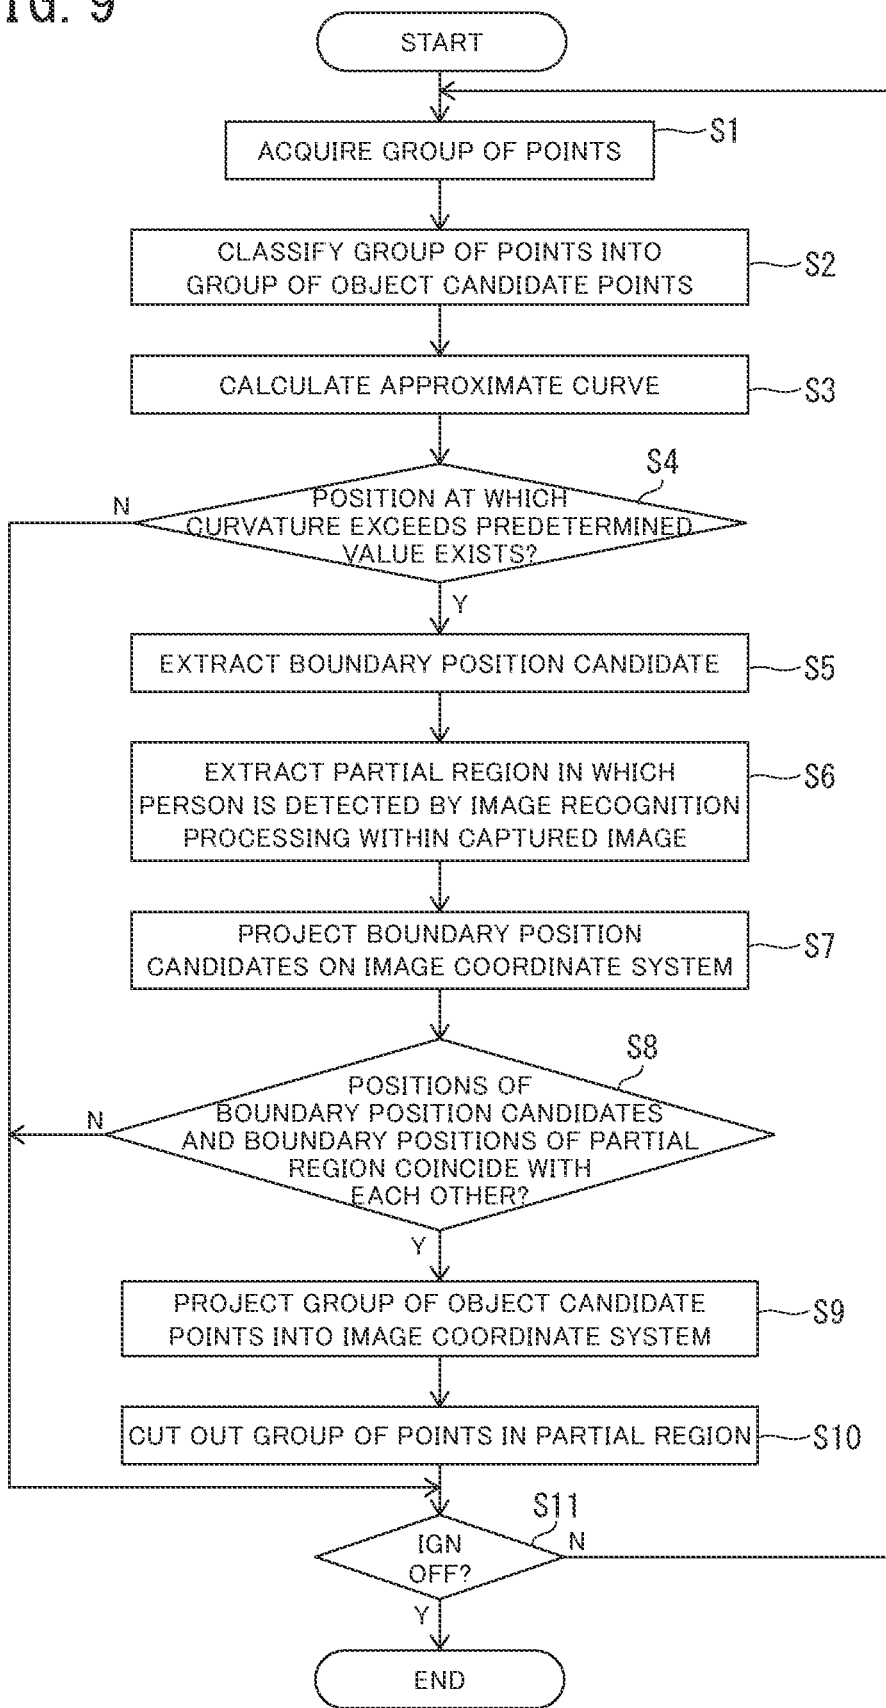 FIG. 9
START
ACQUIRE GROUP OF POINTS
S1
CLASSIFY GROUP OF POINTS INTO
GROUP OF OBJECT CANDIDATE POINTS
S2
CALCULATE APPROXIMATE CURVE
S3
S4
POSITION AT WHICH
CURVATURE EXCEEDS PREDETERMINED
VALUE EXISTS?
N
Y
EXTRACT BOUNDARY POSITION CANDIDATE
S5
EXTRACT PARTIAL REGION IN WHICH
PERSON IS DETECTED BY IMAGE RECOGNITION
PROCESSING WITHIN CAPTURED IMAGE
S6
PROJECT BOUNDARY POSITION
CANDIDATES ON IMAGE COORDINATE SYSTEM
S7
S8
POSITIONS OF
BOUNDARY POSITION CANDIDATES
AND BOUNDARY POSITIONS OF PARTIAL
REGION COINCIDE WITH
EACH OTHER?
N
Y
PROJECT GROUP OF OBJECT CANDIDATE
POINTS INTO IMAGE COORDINATE SYSTEM
S9
CUT OUT GROUP OF POINTS IN PARTIAL REGION
S10
S11
IGN
OFF?
N
Y
END